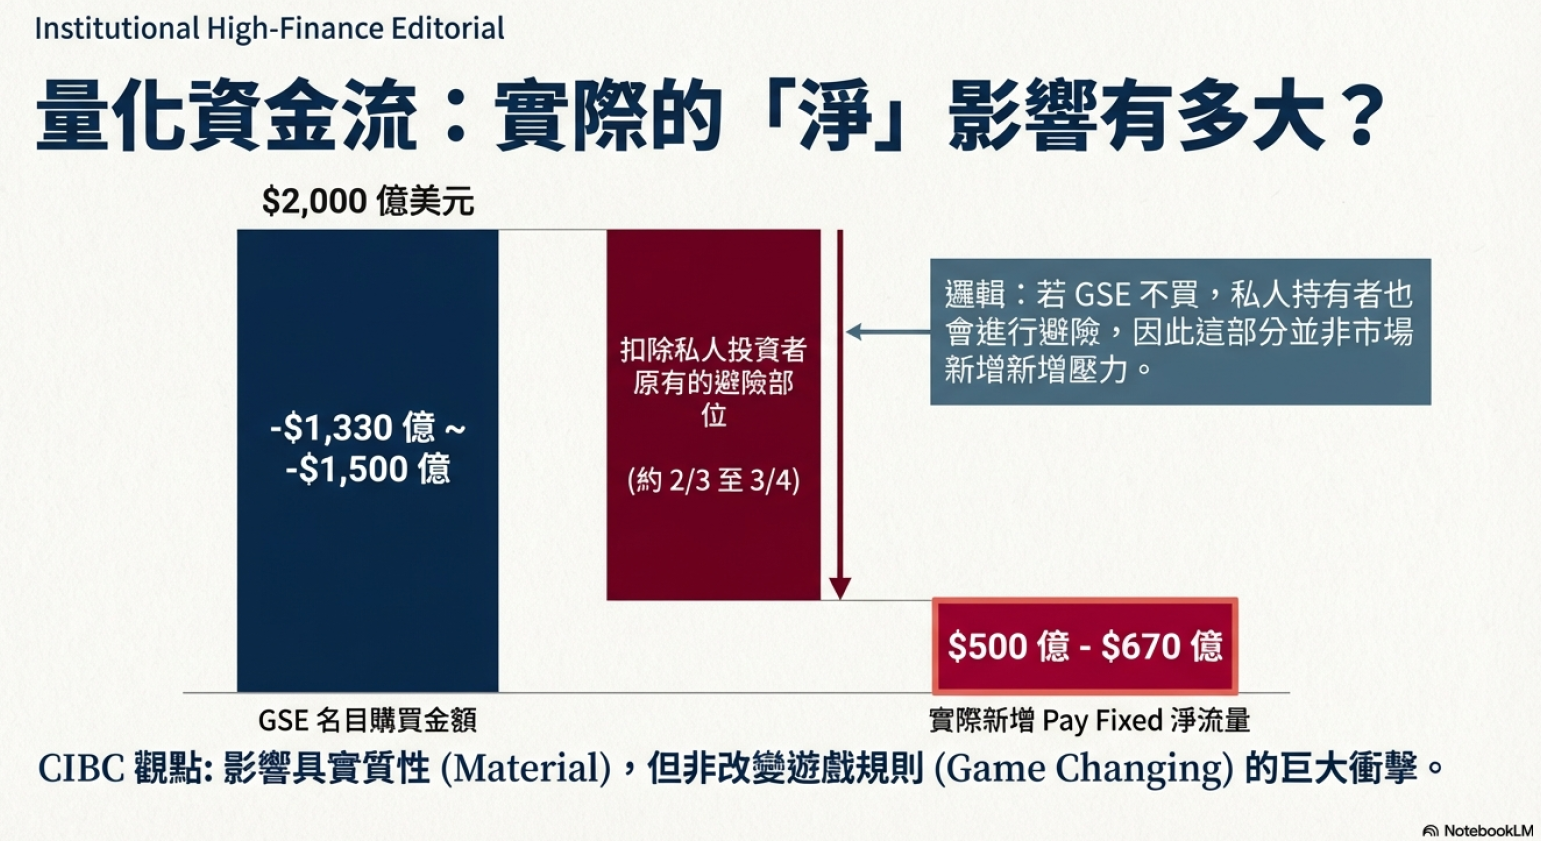 Institutional High-Finance Editorial
量化資金流：實際的「淨」影響有多大？
$2,000 億美元
-$1,330 億 ~
-$1,500 億
扣除私人投資者
原有的避險部
位
(約 2/3 至 3/4)
邏輯：若 GSE 不買，私人持有者也
會進行避險，因此這部分並非市場
新增新增壓力。
$500 億 - $670 億
GSE 名目購買金額
實際新增 Pay Fixed 淨流量
CIBC 觀點: 影響具實質性 (Material)，但非改變遊戲規則 (Game Changing) 的巨大衝擊。
NotebookLM